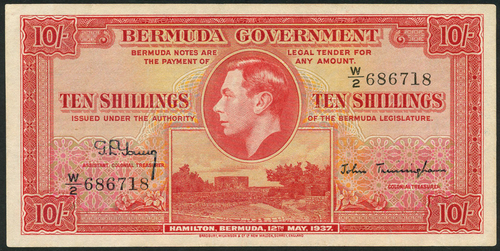 10/- BERMUDA GOVERNMENT 10/-
BERMUDA NOTES ARE LEGAL TENDER FOR
THE PAYMENT OF ANY AMOUNT.
W/2 686718
TEN SHILLINGS TEN SHILLINGS
ISSUED UNDER THE AUTHORITY OF THE BERMUDA LEGISLATURE.
ASSISTANT COLONIAL TREASURER
John Trimingham
COLONIAL TREASURER
W/2 686718
10/- HAMILTON, BERMUDA, 12TH MAY, 1937. 10/-